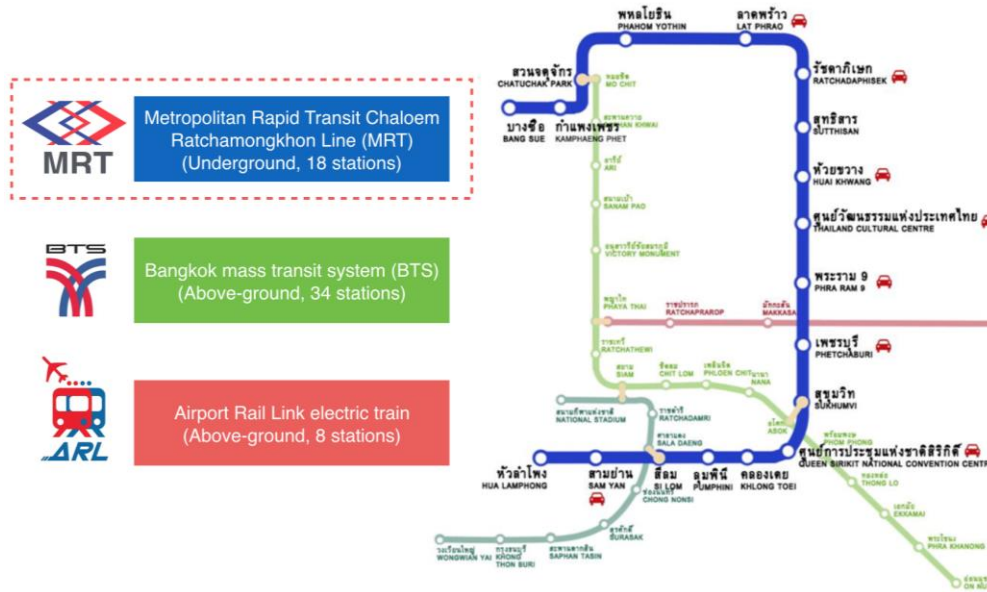 MRT
Metropolitan Rapid Transit Chaloem
Ratchamongkhon Line (MRT)
(Underground, 18 stations)
BTS
Bangkok mass transit system (BTS)
(Above-ground, 34 stations)
ARL
Airport Rail Link electric train
(Above-ground, 8 stations)
พหลโยธิน
PHAHOM YOTHIN
ลาดพร้าว
LAT PHRAO
สวนจตุจักร
CHATUCHAK PARK
หมอชิต
MO CHIT
รัชดาภิเษก
RATCHADAPHISEK
บางซื่อ
BANG SUE
กำแพงเพชร
KAMPHAENG PHET
สะพานควาย
KHWAI
สุทธิสาร
SUTTHISAN
อารีย์
ARI
ห้วยขวาง
HUAI KHWANG
สนามเป้า
SANAM PAO
ศูนย์วัฒนธรรมแห่งประเทศไทย
THAILAND CULTURAL CENTRE
อนุสาวรีย์ชัยสมรภูมิ
VICTORY MONUMENT
พระราม 9
PHRA RAM 9
พญาไท
PHAYA THAI
ราชปรารภ
RATCHAPRAROP
มักกะสัน
MAKKASA
ราชเทวี
RATCHATHEWI
เพชรบุรี
PHETCHABURI
สยาม
SIAM
ชิดลม
CHIT LOM
เพลินจิต
PHLOEN CHIT
นานา
NANA
สุขุมวิท
SUKHUMVI
สนามกีฬาแห่งชาติ
NATIONAL STADIUM
ราชดำริ
RATCHADAMRI
อโศก
ASOK
พร้อมพงษ์
PHOM PHONG
ศาลาแดง
SALA DAENG
ศูนย์การประชุมแห่งชาติสิริกิติ์
QUEEN SIRIKIT NATIONAL CONVENTION CENTR
หัวลำโพง
HUA LAMPHONG
สามย่าน
SAM YAN
สีลม
SI LOM
ลุมพินี
PUMPHINI
คลองเตย
KHLONG TOEI
ทองหล่อ
THONG LO
ช่องนนทรี
CHONG NONSI
เอกมัย
EKKAMAI
สุรศักดิ์
SURASAK
วงเวียนใหญ่
WONGWIAN YAI
กรุงธนบุรี
KHONG
THON BURI
สะพานตากสิน
SAPHAN TASIN
พระโขนง
PHRA KHANONG
อ่อนนุช
ON NU